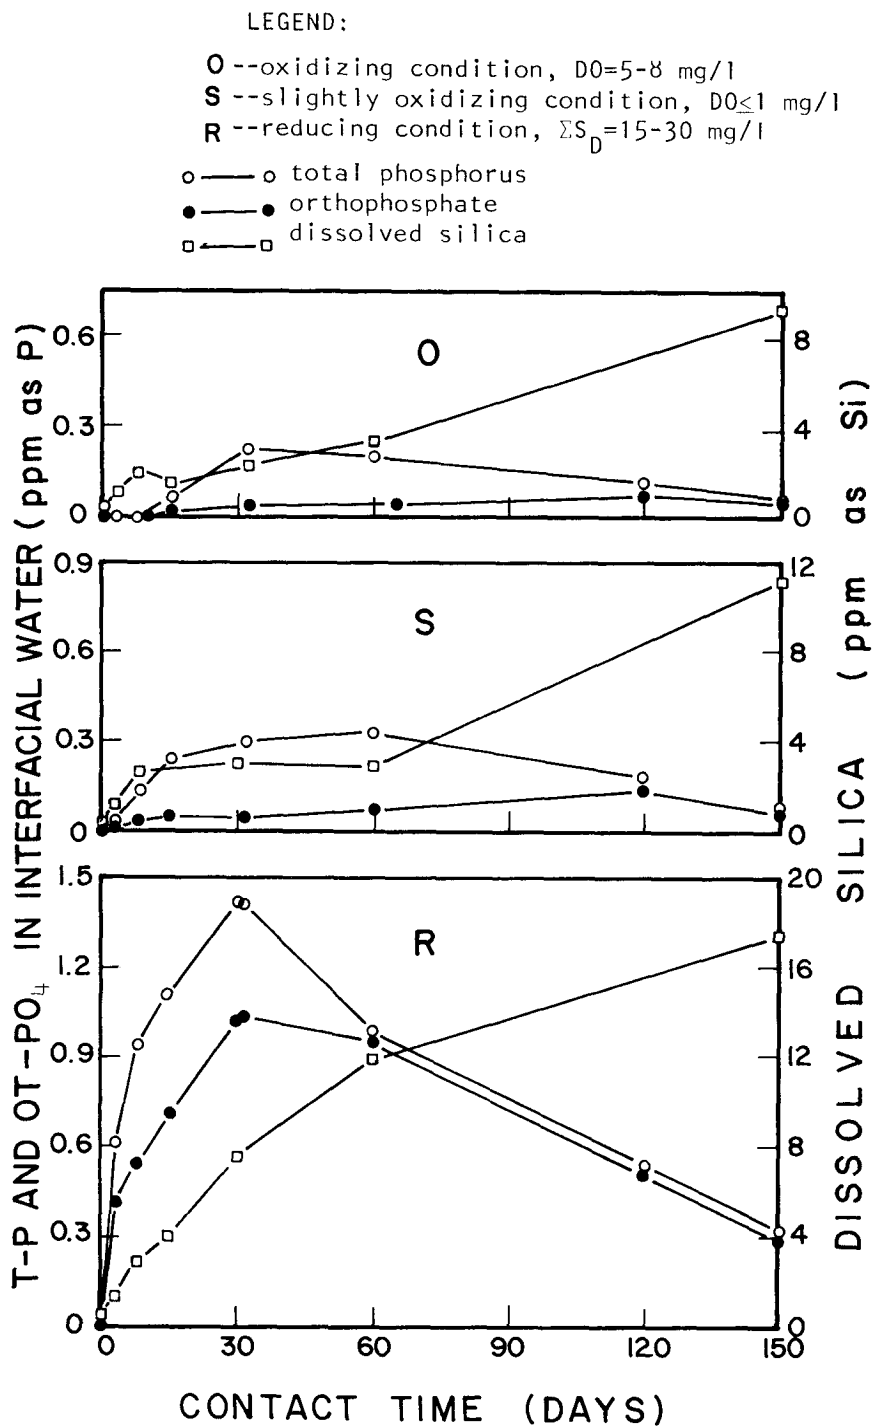 LEGEND:
O --oxidizing condition, DO=5-8 mg/l
S --slightly oxidizing condition, DO≤1 mg/l
R --reducing condition, ΣS_D=15-30 mg/l
total phosphorus
orthophosphate
dissolved silica
T-P AND OT-PO₄ IN INTERFACIAL WATER (ppm as P)
0.6
0.3
0
O
8
4
0
0.9
0.6
0.3
0
S
12
8
4
0
1.5
1.2
0.9
0.6
0.3
0
R
20
16
12
8
4
0
DISSOLVED SILICA (ppm as Si)
0 30 60 90 120 150
CONTACT TIME (DAYS)